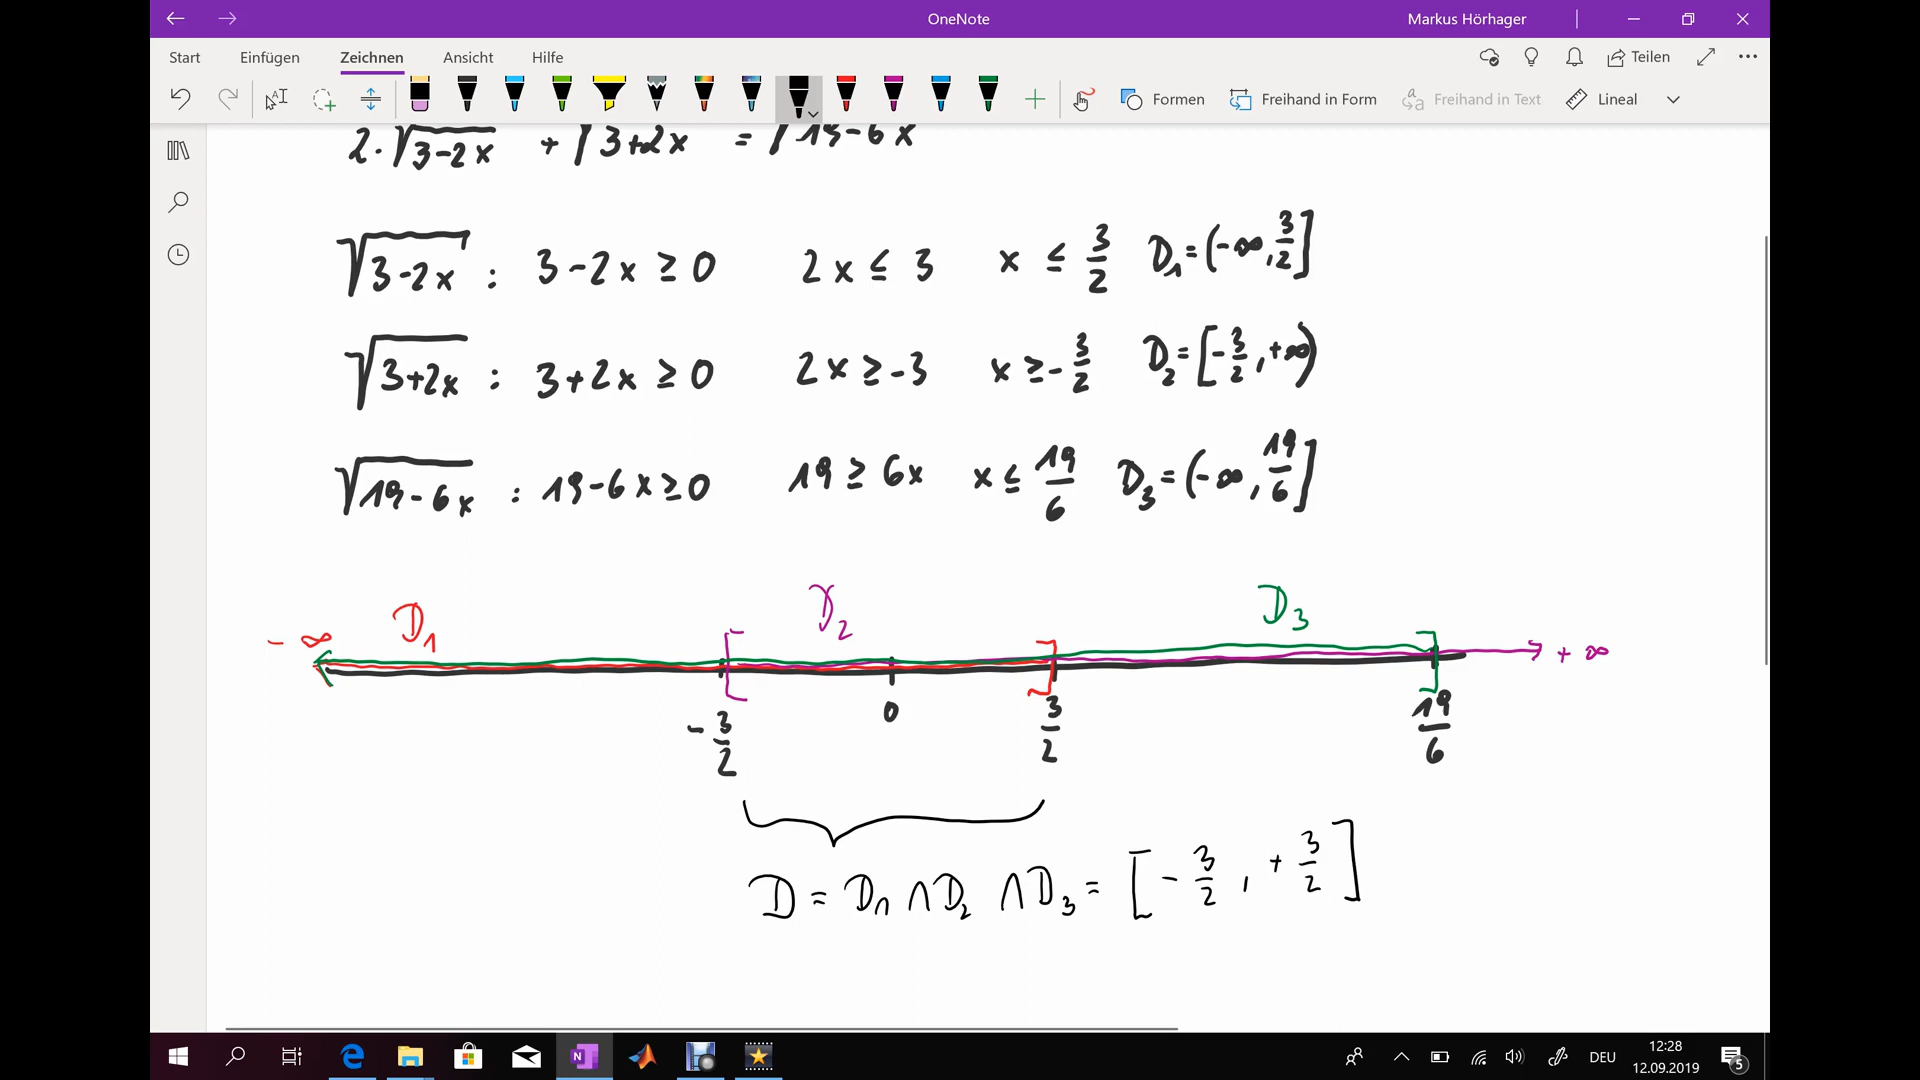 OneNote
Markus Hörhager
Start Einfügen Zeichnen Ansicht Hilfe
Teilen
Formen Freihand in Form Freihand in Text Lineal
2·√(3-2x) + √(3+2x) = √(19-6x)
√(3-2x) : 3-2x ≥ 0 2x ≤ 3 x ≤ 3/2 D₁=(-∞, 3/2]
√(3+2x) : 3+2x ≥ 0 2x ≥ -3 x ≥ -3/2 D₂=[-3/2, +∞)
√(19-6x) : 19-6x ≥ 0 19 ≥ 6x x ≤ 19/6 D₃=(-∞, 19/6]
-∞ D₁ D₂ D₃ +∞
-3/2 0 3/2 19/6
D = D₁ ∩ D₂ ∩ D₃ = [-3/2, +3/2]
DEU
12:28
12.09.2019
5